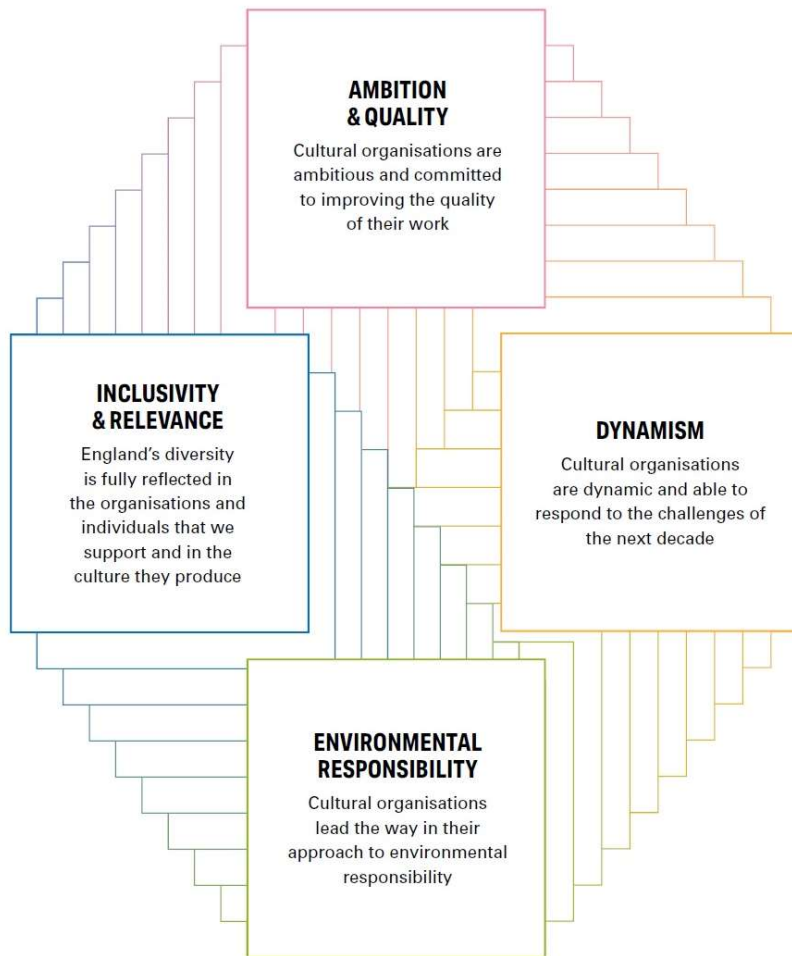 AMBITION
& QUALITY
Cultural organisations are
ambitious and committed
to improving the quality
of their work
INCLUSIVITY
& RELEVANCE
England’s diversity
is fully reflected in
the organisations and
individuals that we
support and in the
culture they produce
DYNAMISM
Cultural organisations
are dynamic and able to
respond to the challenges of
the next decade
ENVIRONMENTAL
RESPONSIBILITY
Cultural organisations
lead the way in their
approach to environmental
responsibility